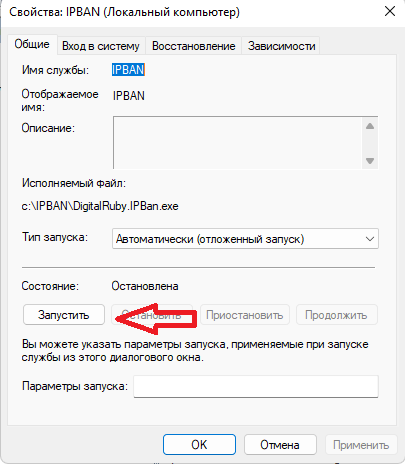 Свойства: IPBAN (Локальный компьютер)
Общие Вход в систему Восстановление Зависимости
Имя службы: IPBAN
Отображаемое
имя: IPBAN
Описание:
Исполняемый файл:
c:\IPBAN\DigitalRuby.IPBan.exe
Тип запуска: Автоматически (отложенный запуск)
Состояние: Остановлена
Запустить Остановить Приостановить Продолжить
Вы можете указать параметры запуска, применяемые при запуске
службы из этого диалогового окна.
Параметры запуска:
OK Отмена Применить